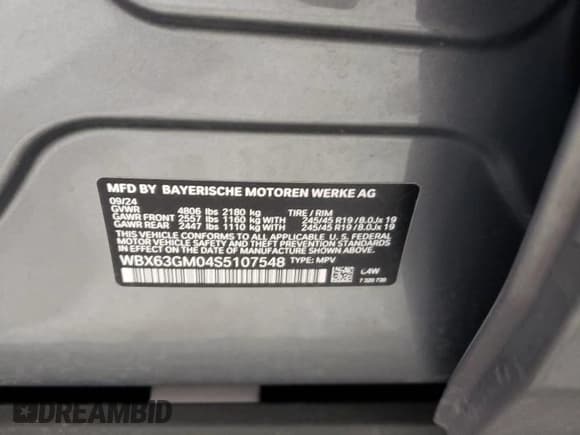 MFD BY BAYERISCHE MOTOREN WERKE AG
09/24
GVWR 4806 lbs 2180 kg TIRE / RIM
GAWR FRONT 2557 lbs 1160 kg WITH 245/45 R19 / 8.0Jx 19
GAWR REAR 2447 lbs 1110 kg WITH 245/45 R19 / 8.0Jx 19
THIS VEHICLE CONFORMS TO ALL APPLICABLE U. S. FEDERAL
MOTOR VEHICLE SAFETY, BUMPER, AND THEFT PREVENTION STANDARDS
IN EFFECT ON THE DATE OF MANUFACTURE SHOWN ABOVE.
WBX63GM04S5107548 TYPE: MPV
DREAMBID